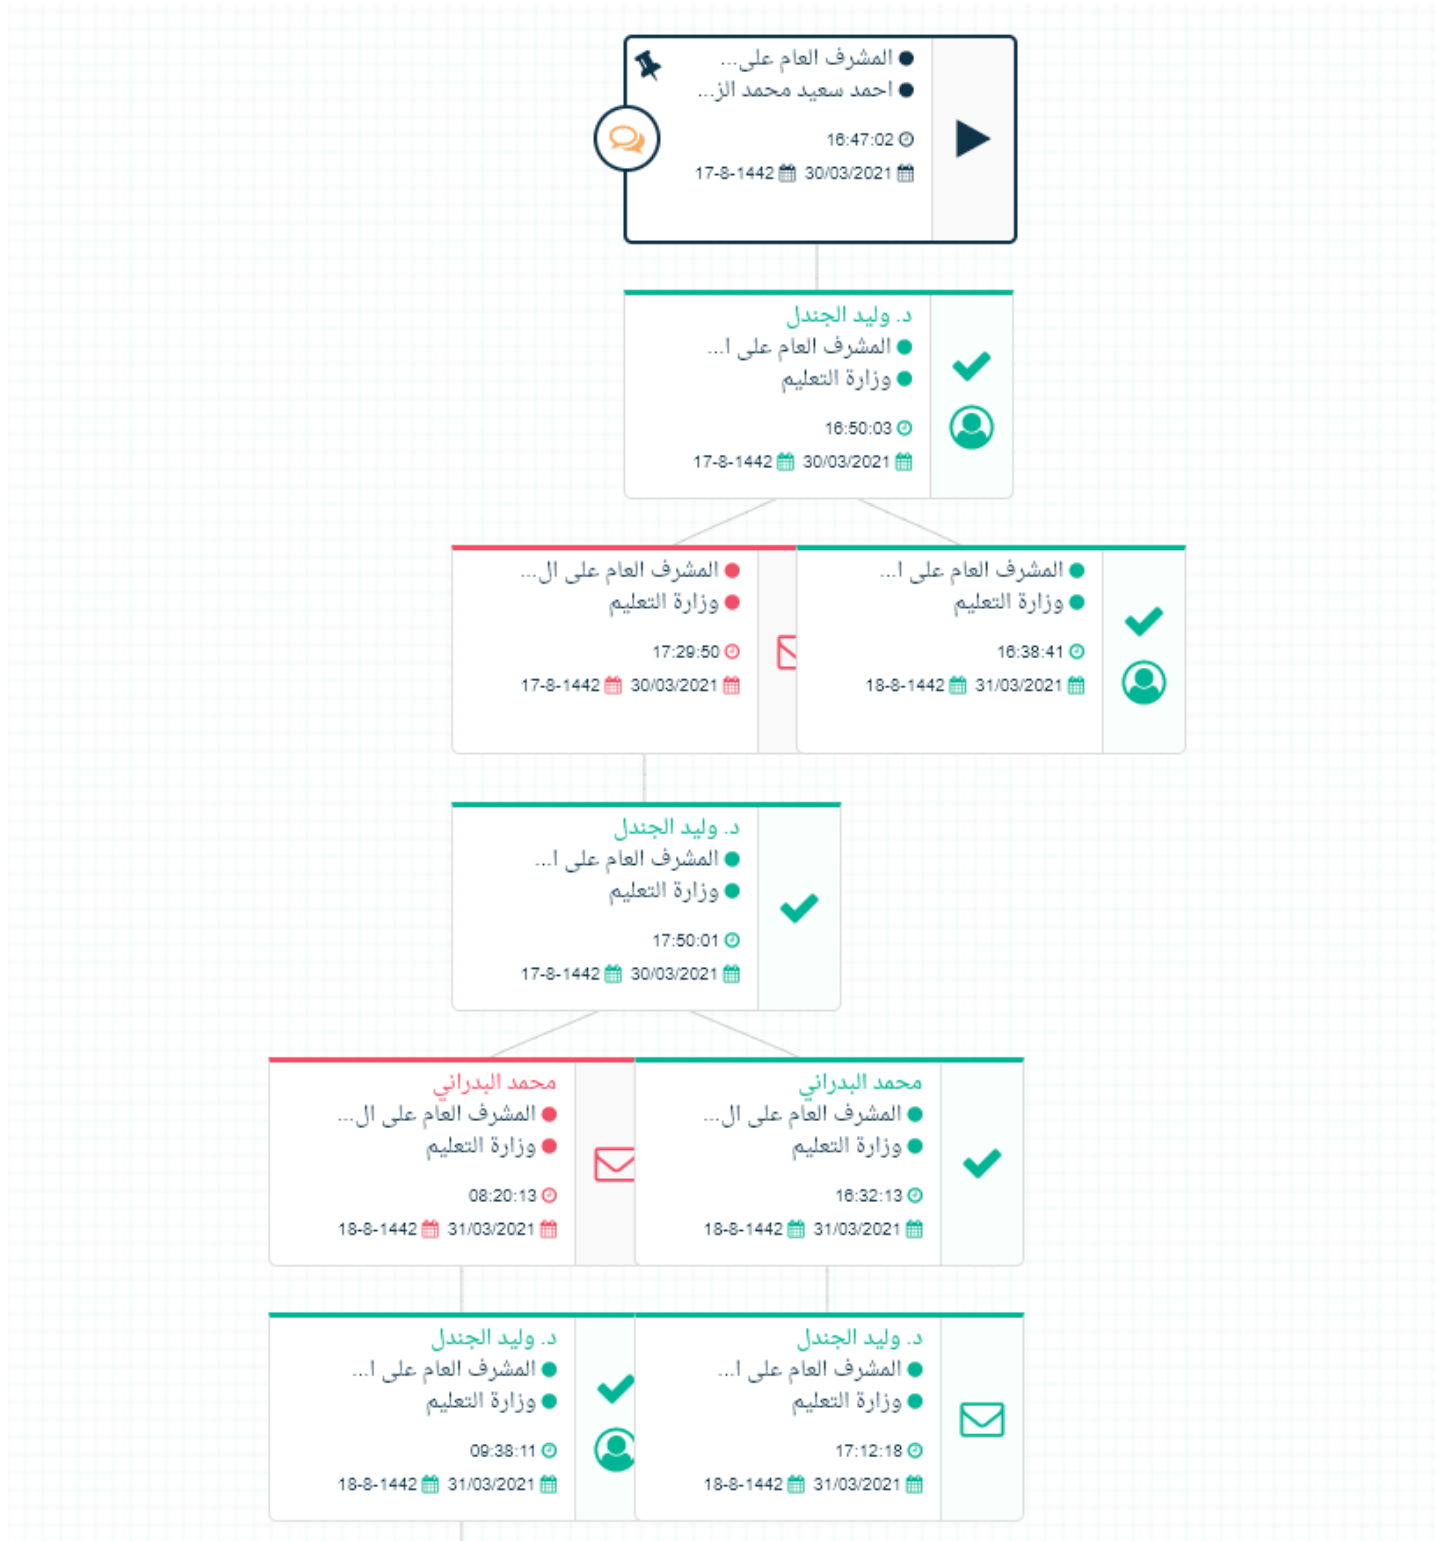 المشرف العام على...
احمد سعيد محمد الز...
16:47:02
30/03/2021 17-8-1442
د. وليد الجندل
المشرف العام على ا...
وزارة التعليم
16:50:03
30/03/2021 17-8-1442
المشرف العام على ا...
وزارة التعليم
16:38:41
31/03/2021 18-8-1442
المشرف العام على ال...
وزارة التعليم
17:29:50
30/03/2021 17-8-1442
د. وليد الجندل
المشرف العام على ا...
وزارة التعليم
17:50:01
30/03/2021 17-8-1442
محمد البدراني
المشرف العام على ال...
وزارة التعليم
16:32:13
31/03/2021 18-8-1442
محمد البدراني
المشرف العام على ال...
وزارة التعليم
08:20:13
31/03/2021 18-8-1442
د. وليد الجندل
المشرف العام على ا...
وزارة التعليم
17:12:18
31/03/2021 18-8-1442
د. وليد الجندل
المشرف العام على ا...
وزارة التعليم
09:38:11
31/03/2021 18-8-1442